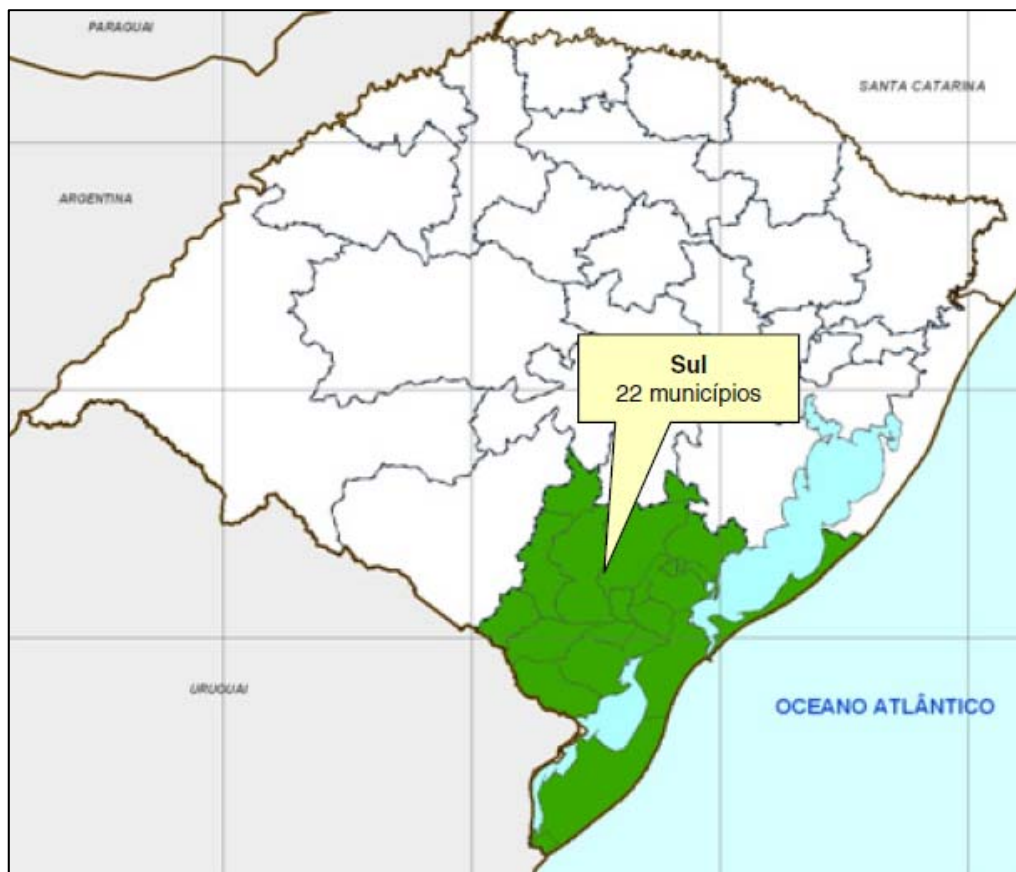 PARAGUAI
SANTA CATARINA
ARGENTINA
Sul
22 municípios
URUGUAI
OCEANO ATLÂNTICO